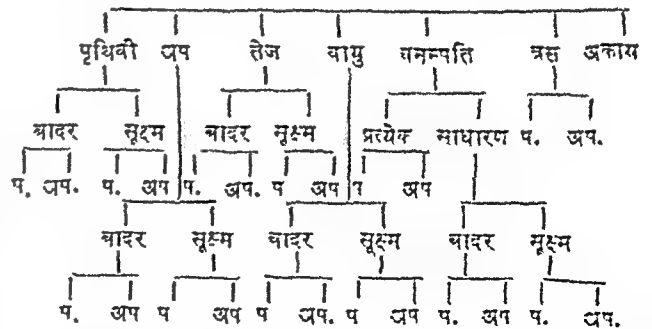 पृथिवी अप तेज वायु वनस्पति त्रस अकाय
बादर सूक्ष्म बादर सूक्ष्म प्रत्येक साधारण प. अप.
प. अप. प. अप प. अप. प अप प अप
बादर सूक्ष्म बादर सूक्ष्म बादर सूक्ष्म
प. अप प अप प अप. प अप प. अप प. अप.